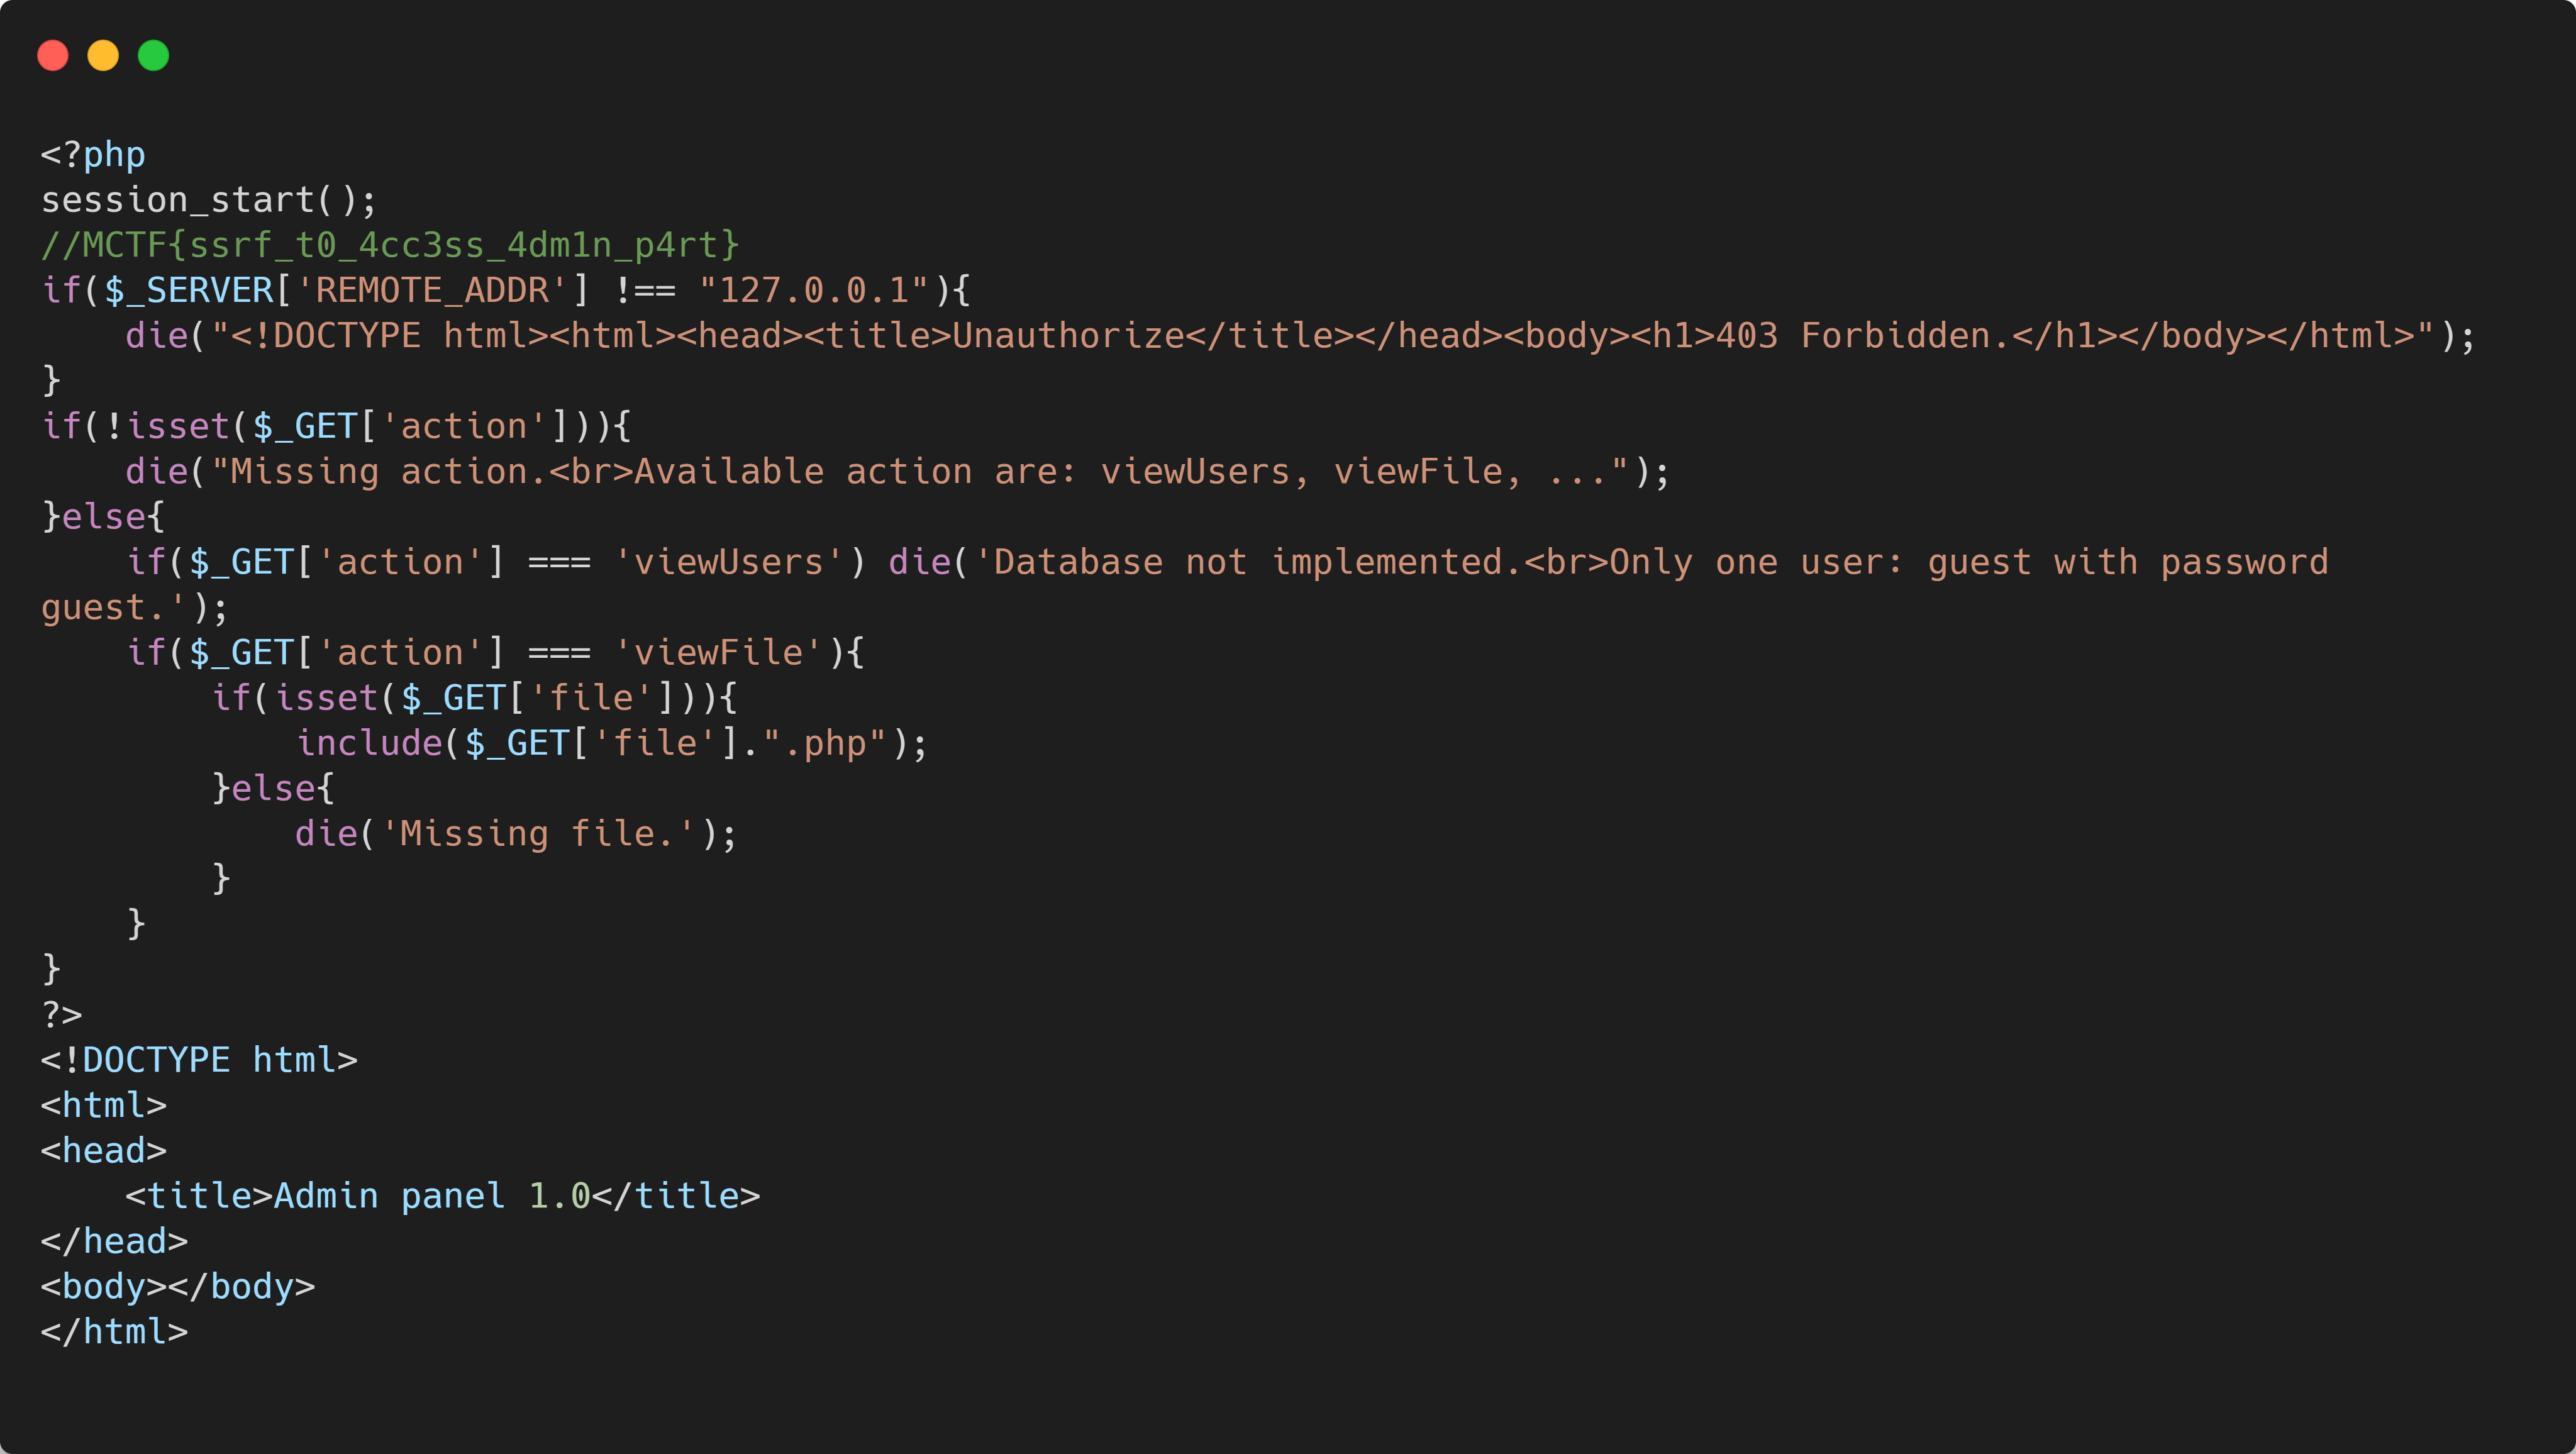 <?php
session_start();
//MCTF{ssrf_t0_4cc3ss_4dm1n_p4rt}
if($_SERVER['REMOTE_ADDR'] !== "127.0.0.1"){
    die("<!DOCTYPE html><html><head><title>Unauthorize</title></head><body><h1>403 Forbidden.</h1></body></html>");
}
if(!isset($_GET['action'])){
    die("Missing action.<br>Available action are: viewUsers, viewFile, ...");
}else{
    if($_GET['action'] === 'viewUsers') die('Database not implemented.<br>Only one user: guest with password
guest.');
    if($_GET['action'] === 'viewFile'){
        if(isset($_GET['file'])){
            include($_GET['file'].".php");
        }else{
            die('Missing file.');
        }
    }
}
?>
<!DOCTYPE html>
<html>
<head>
    <title>Admin panel 1.0</title>
</head>
<body></body>
</html>